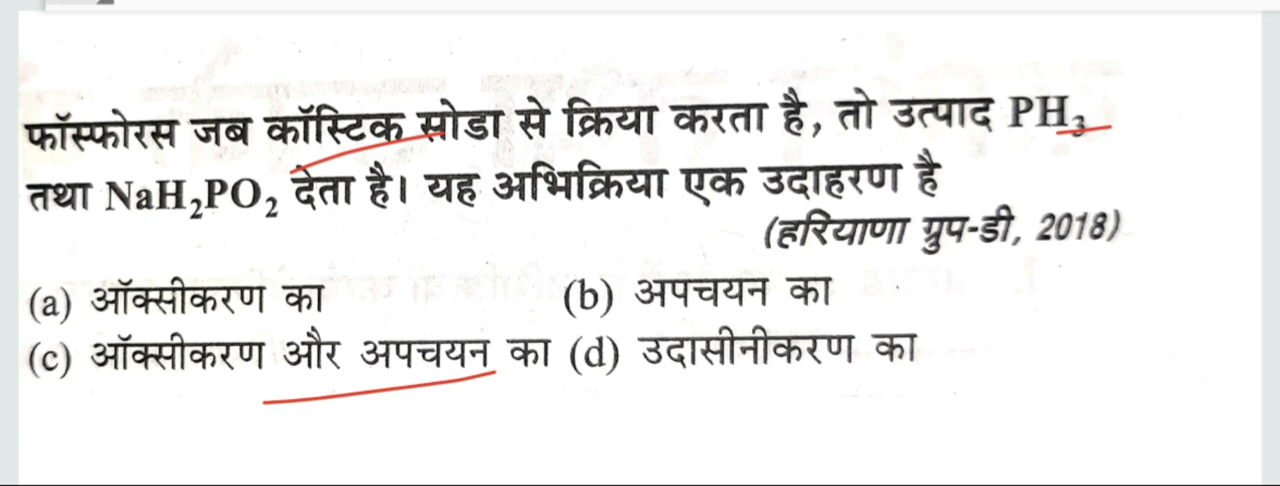 फॉस्फोरस जब कॉस्टिक सोडा से क्रिया करता है, तो उत्पाद PH₃
तथा NaH₂PO₂ देता है। यह अभिक्रिया एक उदाहरण है
(हरियाणा ग्रुप-डी, 2018)
(a) ऑक्सीकरण का (b) अपचयन का
(c) ऑक्सीकरण और अपचयन का (d) उदासीनीकरण का